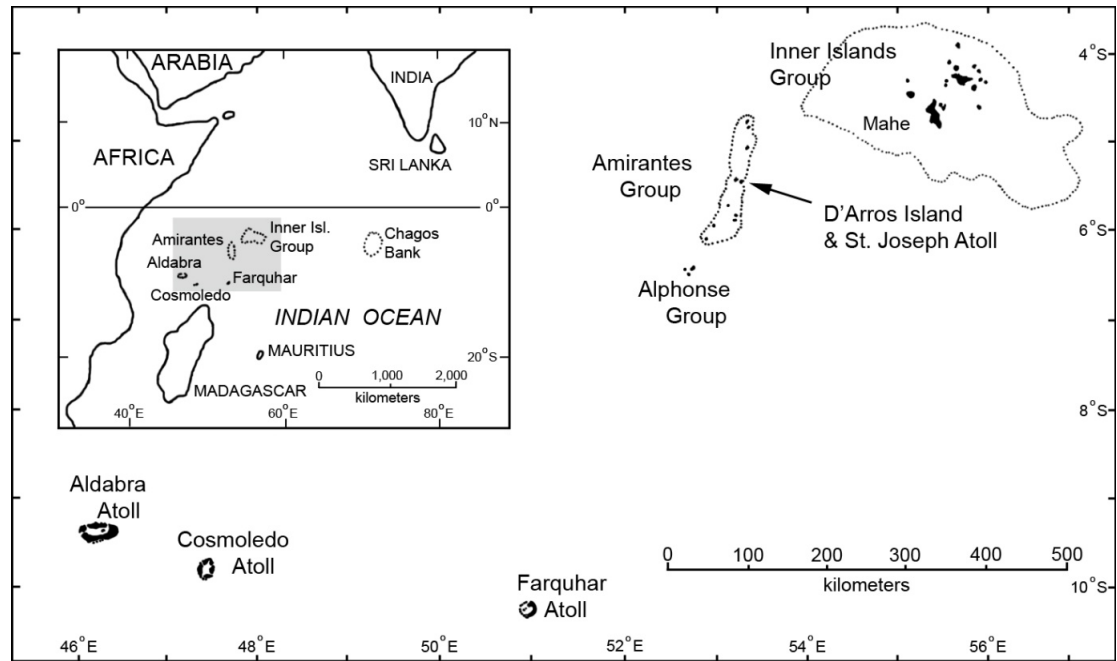 ARABIA
INDIA
10°N
AFRICA
SRI LANKA
0°
0°
Amirantes
Inner Isl.
Group
Chagos
Bank
Aldabra
Farquhar
Cosmoledo
INDIAN OCEAN
20°S
MAURITIUS
MADAGASCAR
0 1,000 2,000
kilometers
40°E 60°E 80°E
Inner Islands
Group
4°S
Mahe
Amirantes
Group
D'Arros Island
& St. Joseph Atoll
6°S
Alphonse
Group
8°S
Aldabra
Atoll
Cosmoledo
Atoll
Farquhar
Atoll
0 100 200 300 400 500
kilometers
10°S
46°E 48°E 50°E 52°E 54°E 56°E